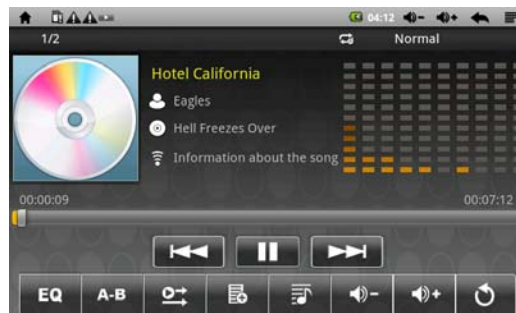 04:12
1/2
Normal
Hotel California
Eagles
Hell Freezes Over
Information about the song
00:00:09
00:07:12
EQ
A-B